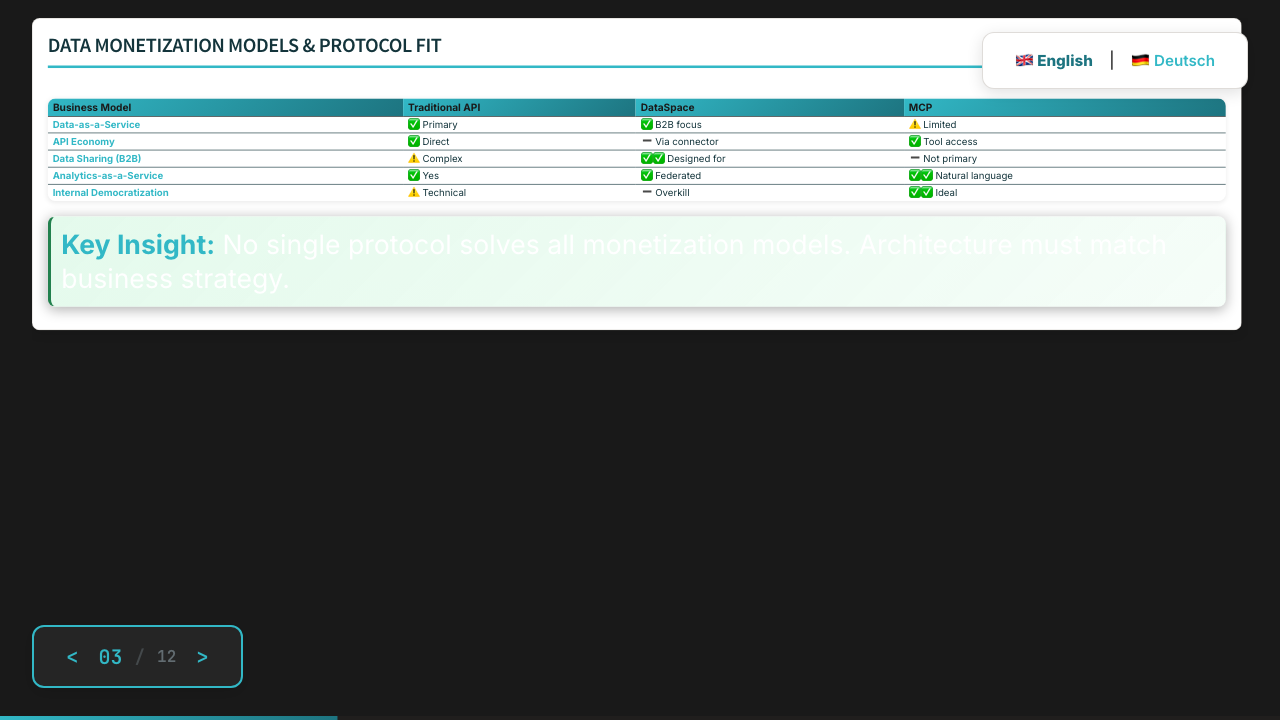 DATA MONETIZATION MODELS & PROTOCOL FIT
🇬🇧 English | 🇩🇪 Deutsch
Business Model Traditional API DataSpace MCP
Data-as-a-Service ✅ Primary ✅ B2B focus ⚠️ Limited
API Economy ✅ Direct ➖ Via connector ✅ Tool access
Data Sharing (B2B) ⚠️ Complex ✅✅ Designed for ➖ Not primary
Analytics-as-a-Service ✅ Yes ✅ Federated ✅✅ Natural language
Internal Democratization ⚠️ Technical ➖ Overkill ✅✅ Ideal
Key Insight: No single protocol solves all monetization models. Architecture must match
business strategy.
< 03 / 12 >